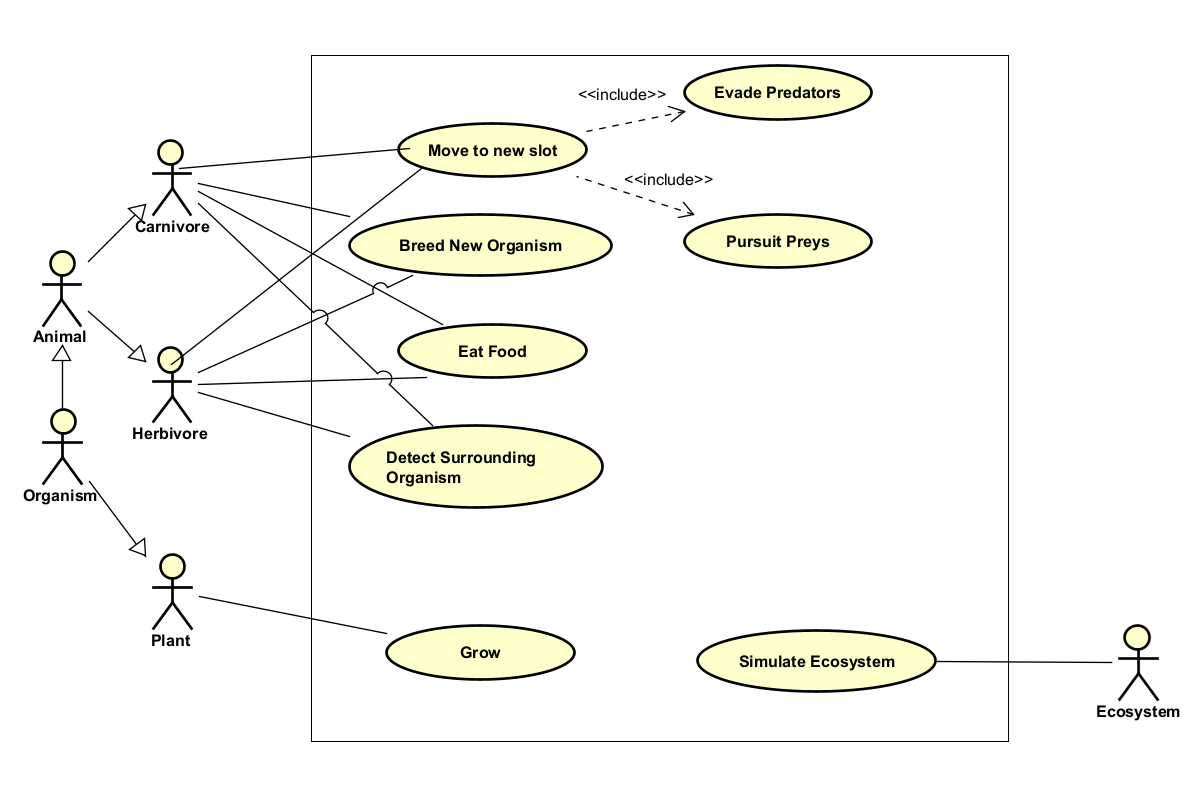 <<include>>
Evade Predators
Move to new slot
<<include>>
Carnivore
Breed New Organism
Pursuit Preys
Animal
Eat Food
Herbivore
Detect Surrounding
Organism
Organism
Plant
Grow
Simulate Ecosystem
Ecosystem